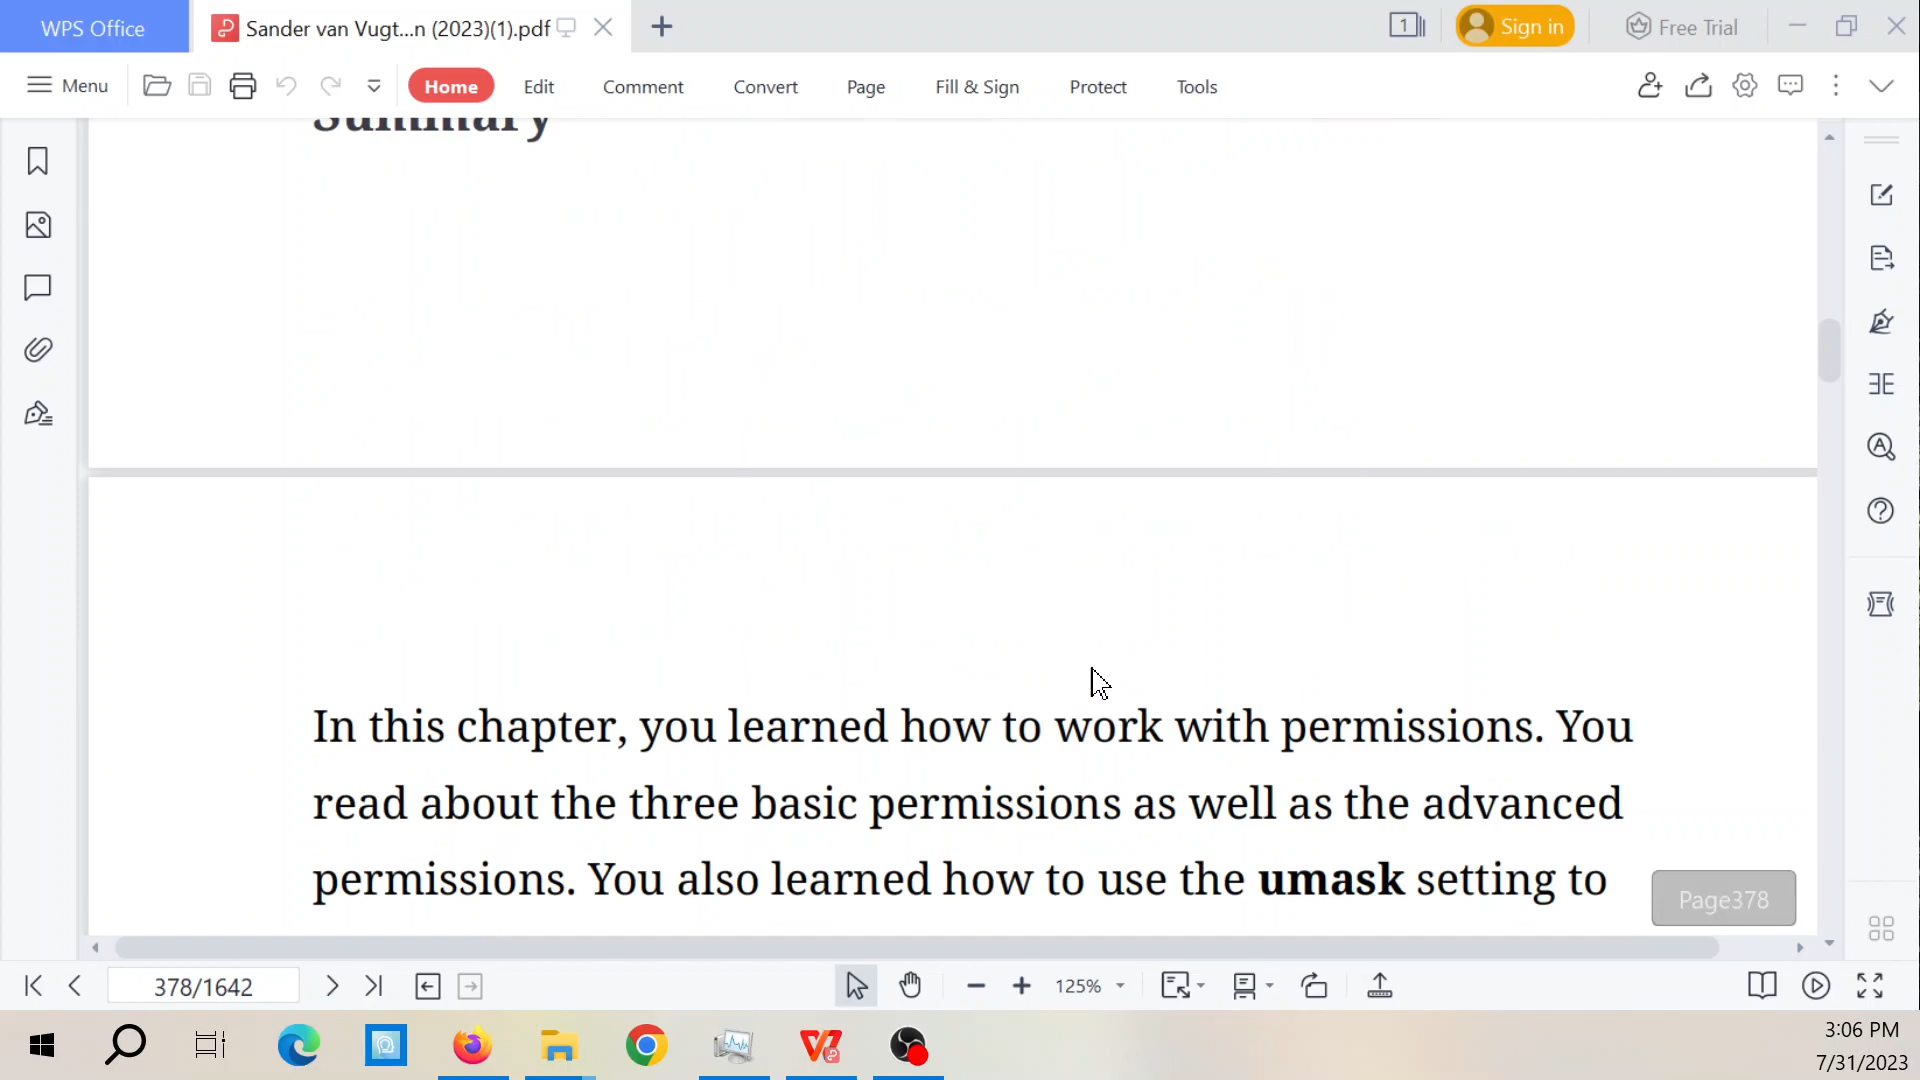 WPS Office
Sander van Vugt...n (2023)(1).pdf
1
Sign in
Free Trial
Menu
Home
Edit
Comment
Convert
Page
Fill & Sign
Protect
Tools
Summary
In this chapter, you learned how to work with permissions. You
read about the three basic permissions as well as the advanced
permissions. You also learned how to use the umask setting to
Page378
378/1642
125%
3:06 PM
7/31/2023